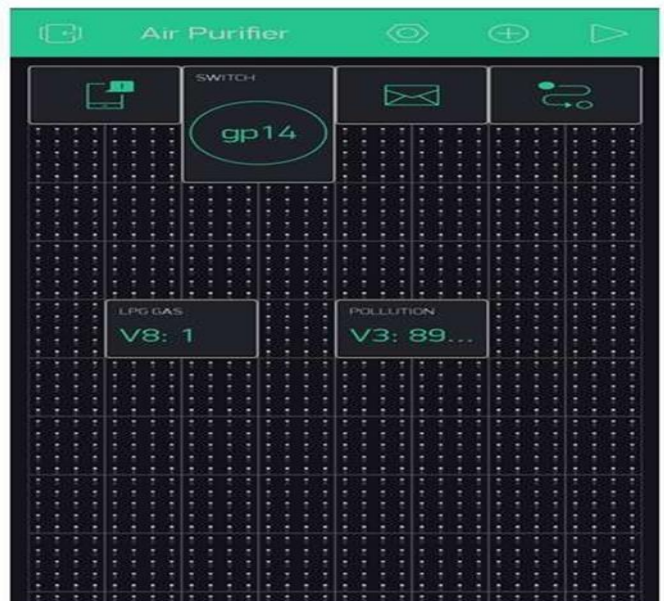 Air Purifier
SWITCH
gp14
LPG GAS
V8: 1
POLLUTION
V3: 89...